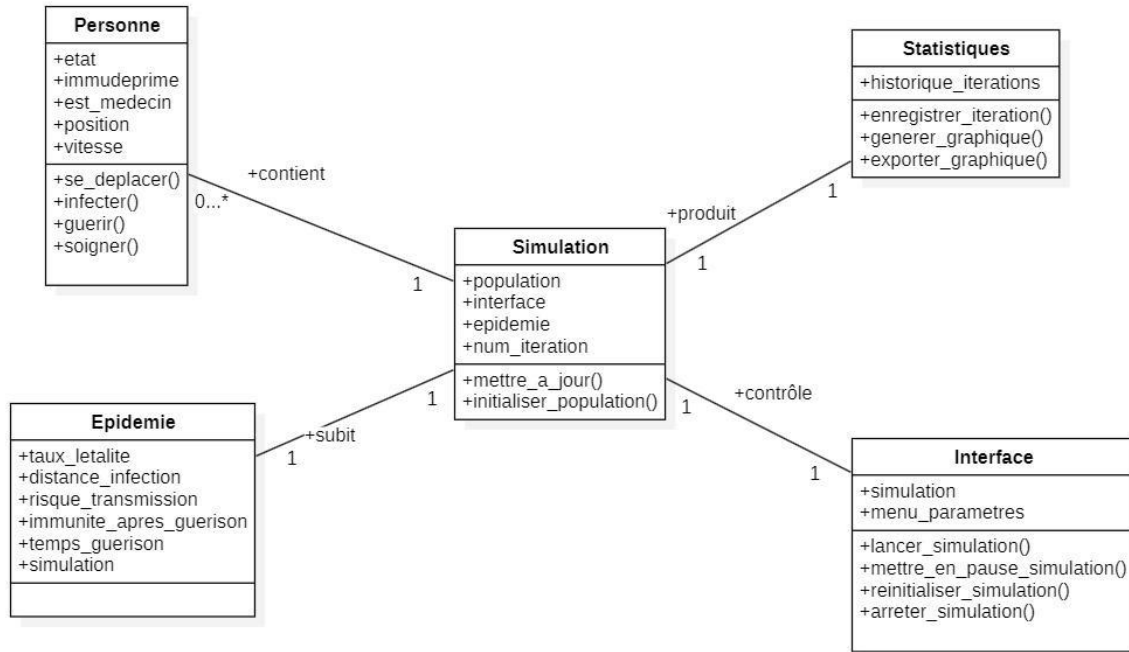 Personne
+etat
+immudeprime
+est_medecin
+position
+vitesse
+se_deplacer()
+infecter()
+guerir()
+soigner()
+contient
0...*
1
Statistiques
+historique_iterations
+enregistrer_iteration()
+generer_graphique()
+exporter_graphique()
1
+produit
1
Simulation
+population
+interface
+epidemie
+num_iteration
+mettre_a_jour()
+initialiser_population()
1
+subit
1
Epidemie
+taux_letalite
+distance_infection
+risque_transmission
+immunite_apres_guerison
+temps_guerison
+simulation
+contrôle
1
1
Interface
+simulation
+menu_parametres
+lancer_simulation()
+mettre_en_pause_simulation()
+reinitialiser_simulation()
+arreter_simulation()